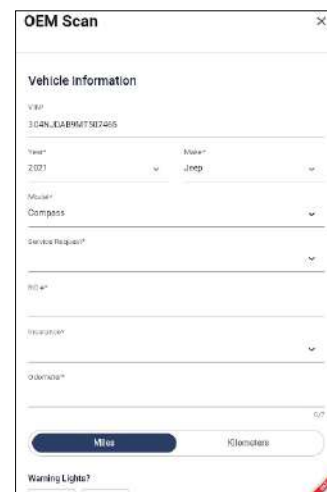 OEM Scan
Vehicle Information
VIN*
Year* Make*
2021 Jeep
Model*
Compass
Service Request*
RO #*
Insurance*
Odometer*
0/7
Miles Kilometers
Warning Lights?